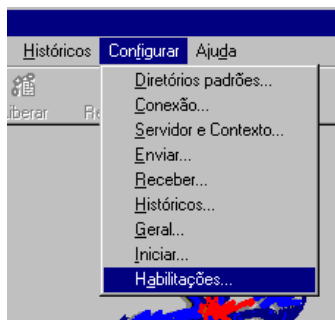 Históricos Configurar Ajuda
Diretórios padrões...
Conexão...
Servidor e Contexto...
Enviar...
Receber...
Históricos...
Geral...
Iniciar...
Habilitações...